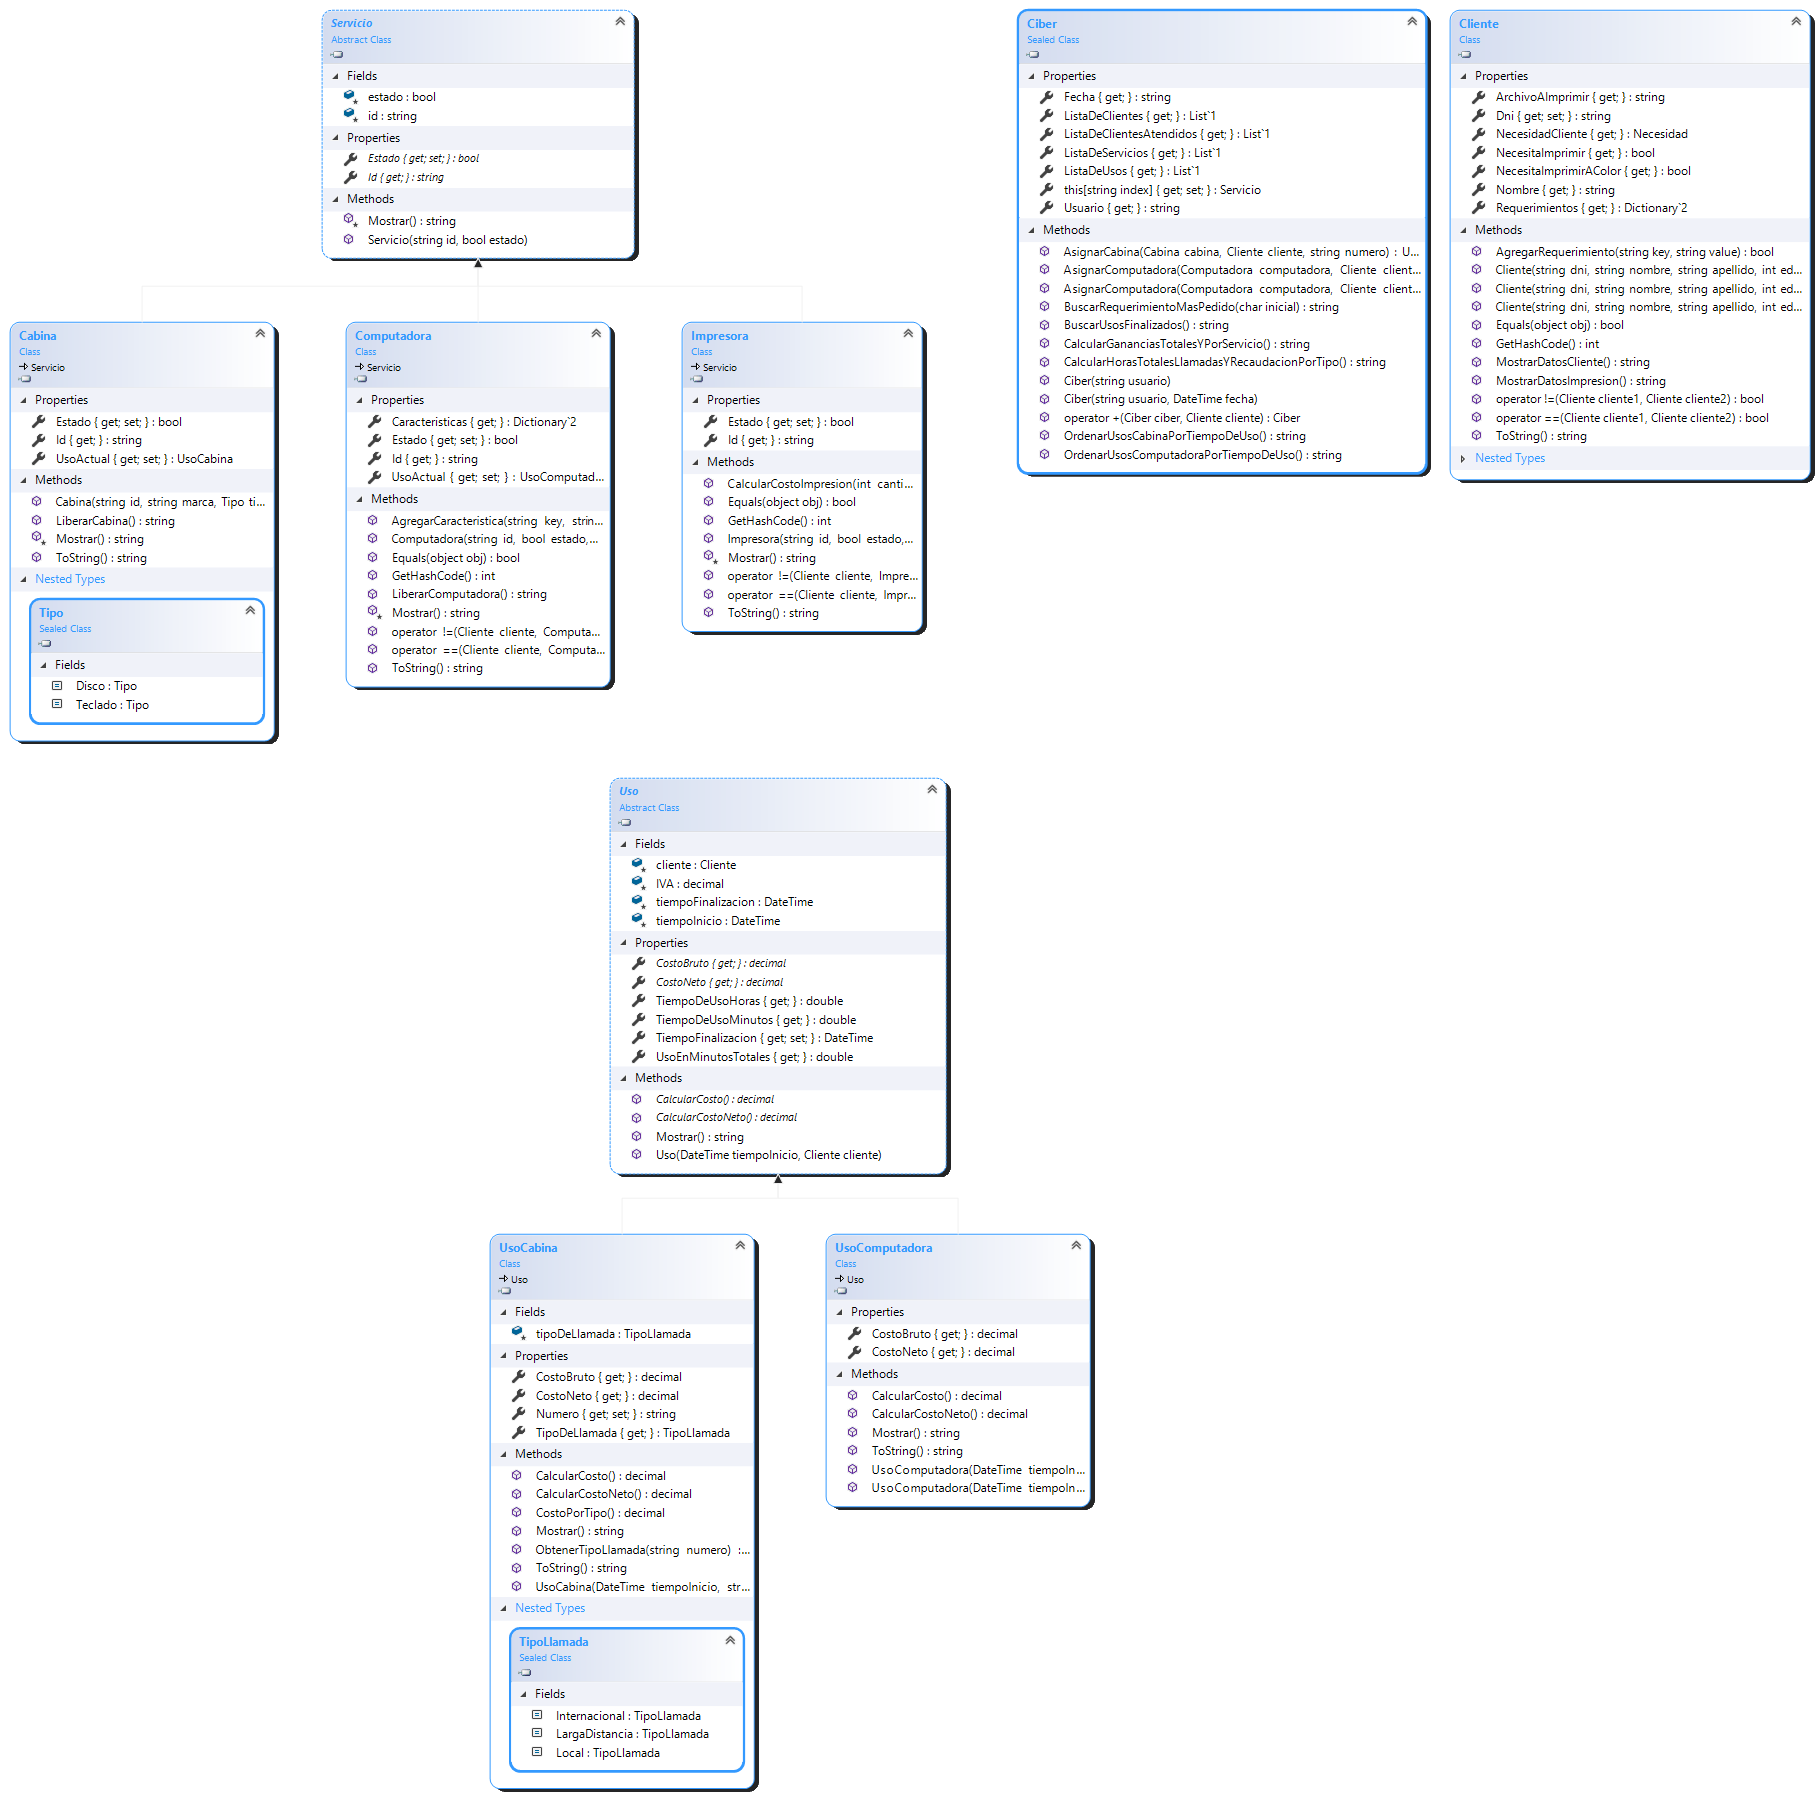 Servicio
Abstract Class
Fields
estado : bool
id : string
Properties
Estado { get; set; } : bool
Id { get; } : string
Methods
Mostrar() : string
Servicio(string id, bool estado)
Ciber
Sealed Class
Properties
Fecha { get; } : string
ListaDeClientes { get; } : List`1
ListaDeClientesAtendidos { get; } : List`1
ListaDeServicios { get; } : List`1
ListaDeUsos { get; } : List`1
this[string index] { get; set; } : Servicio
Usuario { get; } : string
Methods
AsignarCabina(Cabina cabina, Cliente cliente, string numero) : U...
AsignarComputadora(Computadora computadora, Cliente client...
AsignarComputadora(Computadora computadora, Cliente client...
BuscarRequerimientoMasPedido(char inicial) : string
BuscarUsosFinalizados() : string
CalcularGananciasTotalesYPorServicio() : string
CalcularHorasTotalesLlamadasYRecaudacionPorTipo() : string
Ciber(string usuario)
Ciber(string usuario, DateTime fecha)
operator +(Ciber ciber, Cliente cliente) : Ciber
OrdenarUsosCabinaPorTiempoDeUso() : string
OrdenarUsosComputadoraPorTiempoDeUso() : string
Cliente
Class
Properties
ArchivoAImprimir { get; } : string
Dni { get; set; } : string
NecesidadCliente { get; } : Necesidad
NecesitaImprimir { get; } : bool
NecesitaImprimirAColor { get; } : bool
Nombre { get; } : string
Requerimientos { get; } : Dictionary`2
Methods
AgregarRequerimiento(string key, string value) : bool
Cliente(string dni, string nombre, string apellido, int ed...
Cliente(string dni, string nombre, string apellido, int ed...
Cliente(string dni, string nombre, string apellido, int ed...
Equals(object obj) : bool
GetHashCode() : int
MostrarDatosCliente() : string
MostrarDatosImpresion() : string
operator !=(Cliente cliente1, Cliente cliente2) : bool
operator ==(Cliente cliente1, Cliente cliente2) : bool
ToString() : string
Nested Types
Cabina
Class
Servicio
Properties
Estado { get; set; } : bool
Id { get; } : string
UsoActual { get; set; } : UsoCabina
Methods
Cabina(string id, string marca, Tipo ti...
LiberarCabina() : string
Mostrar() : string
ToString() : string
Nested Types
Tipo
Sealed Class
Fields
Disco : Tipo
Teclado : Tipo
Computadora
Class
Servicio
Properties
Caracteristicas { get; } : Dictionary`2
Estado { get; set; } : bool
Id { get; } : string
UsoActual { get; set; } : UsoComputad...
Methods
AgregarCaracteristica(string key, strin...
Computadora(string id, bool estado,...
Equals(object obj) : bool
GetHashCode() : int
LiberarComputadora() : string
Mostrar() : string
operator !=(Cliente cliente, Computa...
operator ==(Cliente cliente, Computa...
ToString() : string
Impresora
Class
Servicio
Properties
Estado { get; set; } : bool
Id { get; } : string
Methods
CalcularCostoImpresion(int canti...
Equals(object obj) : bool
GetHashCode() : int
Impresora(string id, bool estado,...
Mostrar() : string
operator !=(Cliente cliente, Impre...
operator ==(Cliente cliente, Impr...
ToString() : string
Uso
Abstract Class
Fields
cliente : Cliente
IVA : decimal
tiempoFinalizacion : DateTime
tiempoInicio : DateTime
Properties
CostoBruto { get; } : decimal
CostoNeto { get; } : decimal
TiempoDeUsoHoras { get; } : double
TiempoDeUsoMinutos { get; } : double
TiempoFinalizacion { get; set; } : DateTime
UsoEnMinutosTotales { get; } : double
Methods
CalcularCosto() : decimal
CalcularCostoNeto() : decimal
Mostrar() : string
Uso(DateTime tiempoInicio, Cliente cliente)
UsoCabina
Class
Uso
Fields
tipoDeLlamada : TipoLlamada
Properties
CostoBruto { get; } : decimal
CostoNeto { get; } : decimal
Numero { get; set; } : string
TipoDeLlamada { get; } : TipoLlamada
Methods
CalcularCosto() : decimal
CalcularCostoNeto() : decimal
CostoPorTipo() : decimal
Mostrar() : string
ObtenerTipoLlamada(string numero) :...
ToString() : string
UsoCabina(DateTime tiempoInicio, str...
Nested Types
TipoLlamada
Sealed Class
Fields
Internacional : TipoLlamada
LargaDistancia : TipoLlamada
Local : TipoLlamada
UsoComputadora
Class
Uso
Properties
CostoBruto { get; } : decimal
CostoNeto { get; } : decimal
Methods
CalcularCosto() : decimal
CalcularCostoNeto() : decimal
Mostrar() : string
ToString() : string
UsoComputadora(DateTime tiempoIn...
UsoComputadora(DateTime tiempoIn...